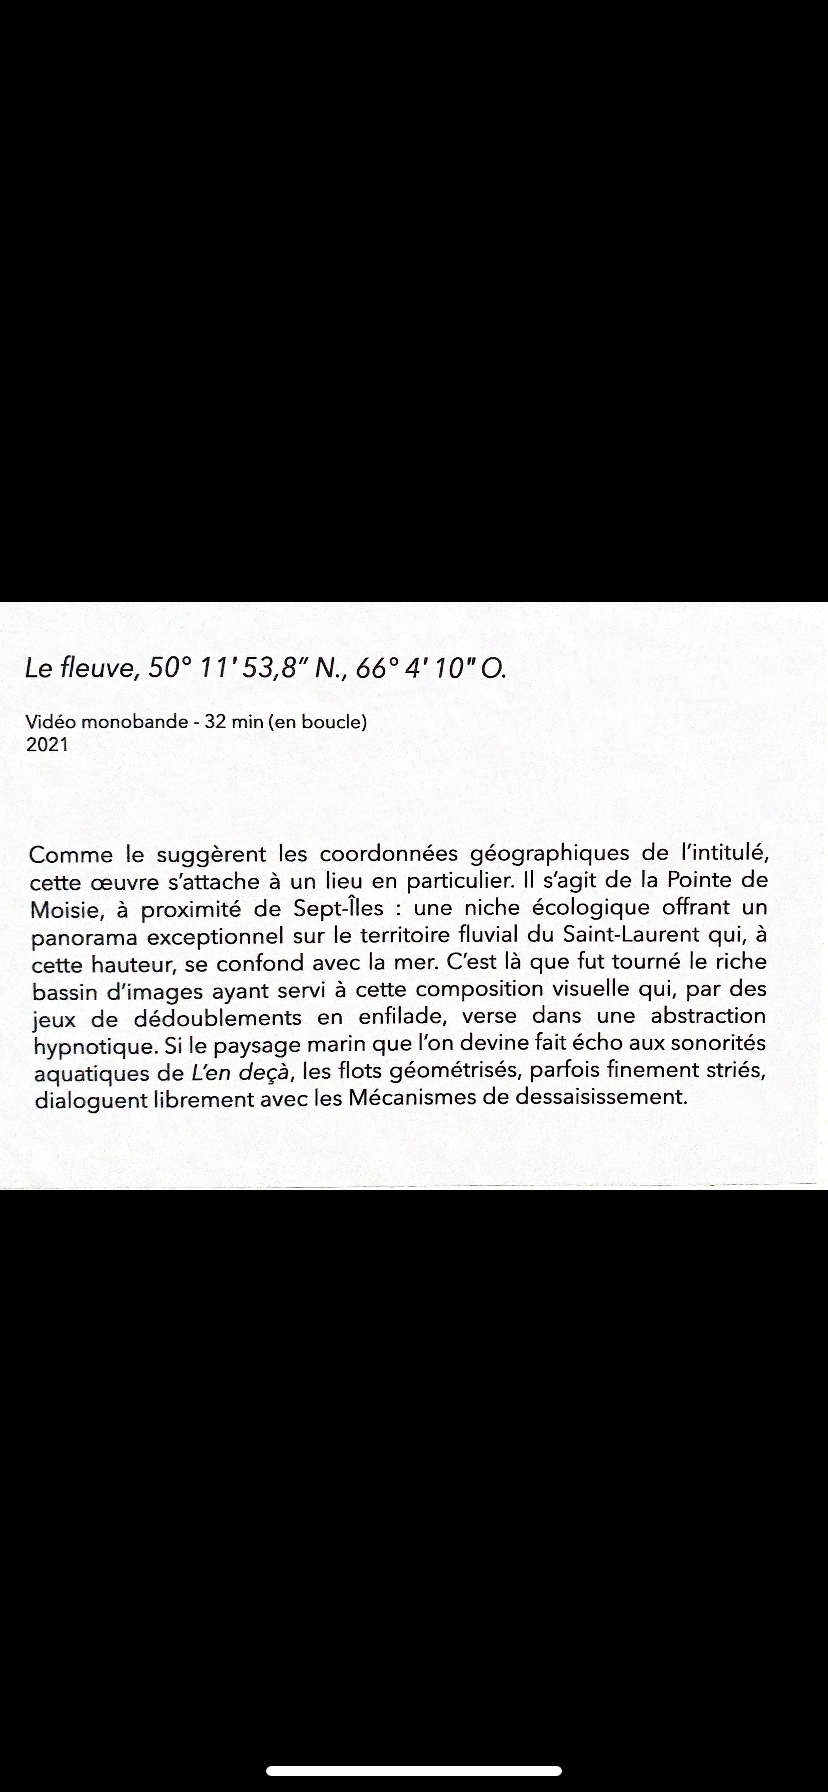 Le fleuve, 50° 11' 53,8" N., 66° 4' 10" O.
Vidéo monobande - 32 min (en boucle)
2021
Comme le suggèrent les coordonnées géographiques de l'intitulé,
cette œuvre s'attache à un lieu en particulier. Il s'agit de la Pointe de
Moisie, à proximité de Sept-Îles : une niche écologique offrant un
panorama exceptionnel sur le territoire fluvial du Saint-Laurent qui, à
cette hauteur, se confond avec la mer. C'est là que fut tourné le riche
bassin d'images ayant servi à cette composition visuelle qui, par des
jeux de dédoublements en enfilade, verse dans une abstraction
hypnotique. Si le paysage marin que l'on devine fait écho aux sonorités
aquatiques de L'en deçà, les flots géométrisés, parfois finement striés,
dialoguent librement avec les Mécanismes de dessaisissement.